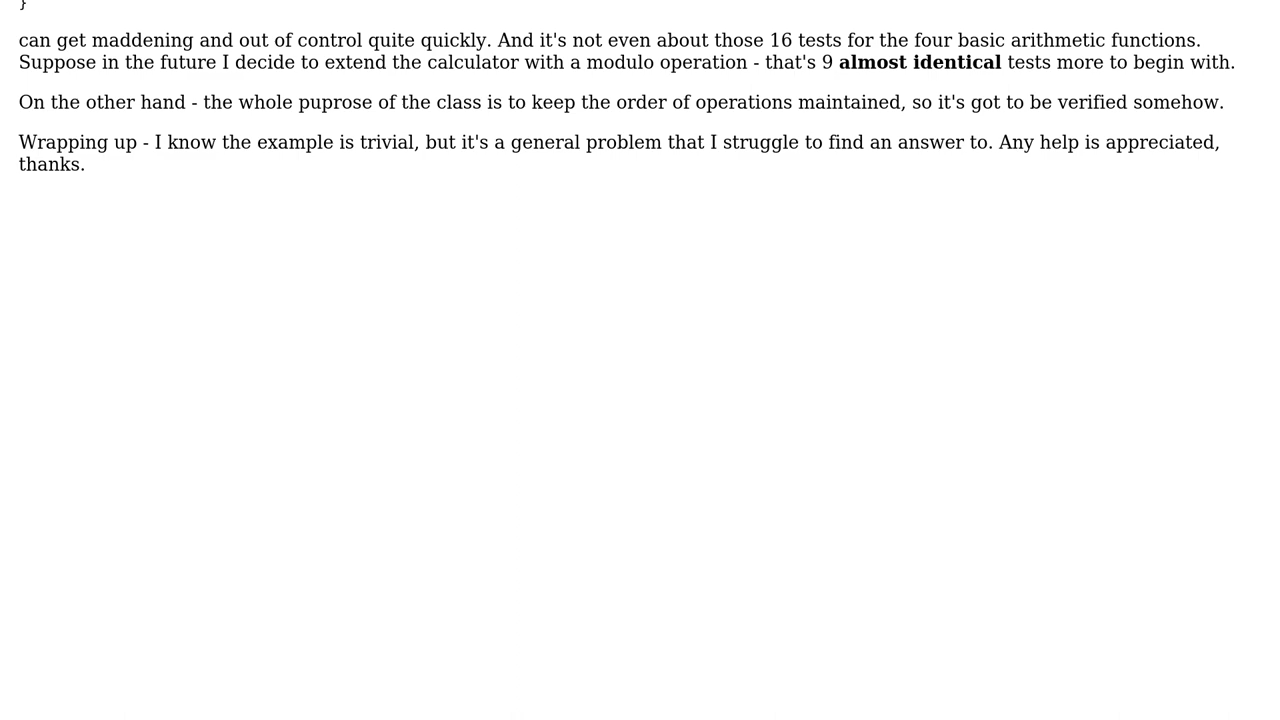 }
can get maddening and out of control quite quickly. And it's not even about those 16 tests for the four basic arithmetic functions.
Suppose in the future I decide to extend the calculator with a modulo operation - that's 9 almost identical tests more to begin with.
On the other hand - the whole puprose of the class is to keep the order of operations maintained, so it's got to be verified somehow.
Wrapping up - I know the example is trivial, but it's a general problem that I struggle to find an answer to. Any help is appreciated,
thanks.